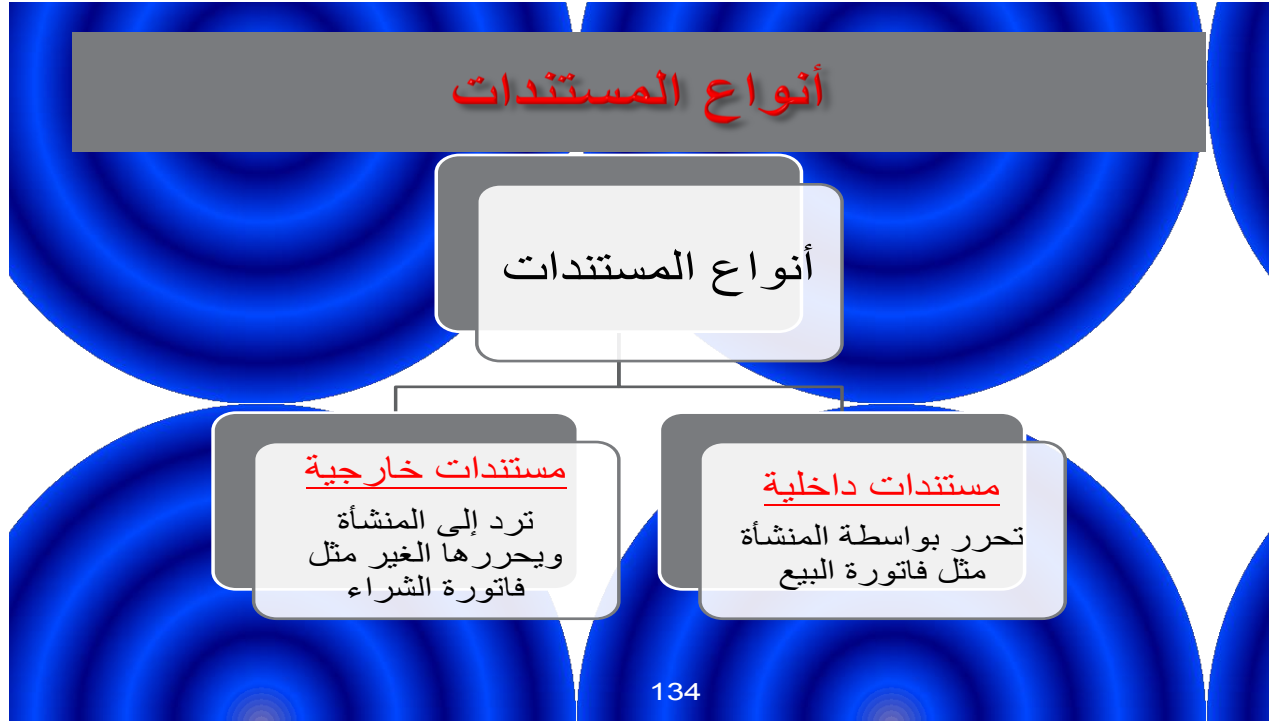 أنواع المستندات
أنواع المستندات
مستندات داخلية
تحرر بواسطة المنشأة
مثل فاتورة البيع
مستندات خارجية
ترد إلى المنشأة
ويحررها الغير مثل
فاتورة الشراء
134